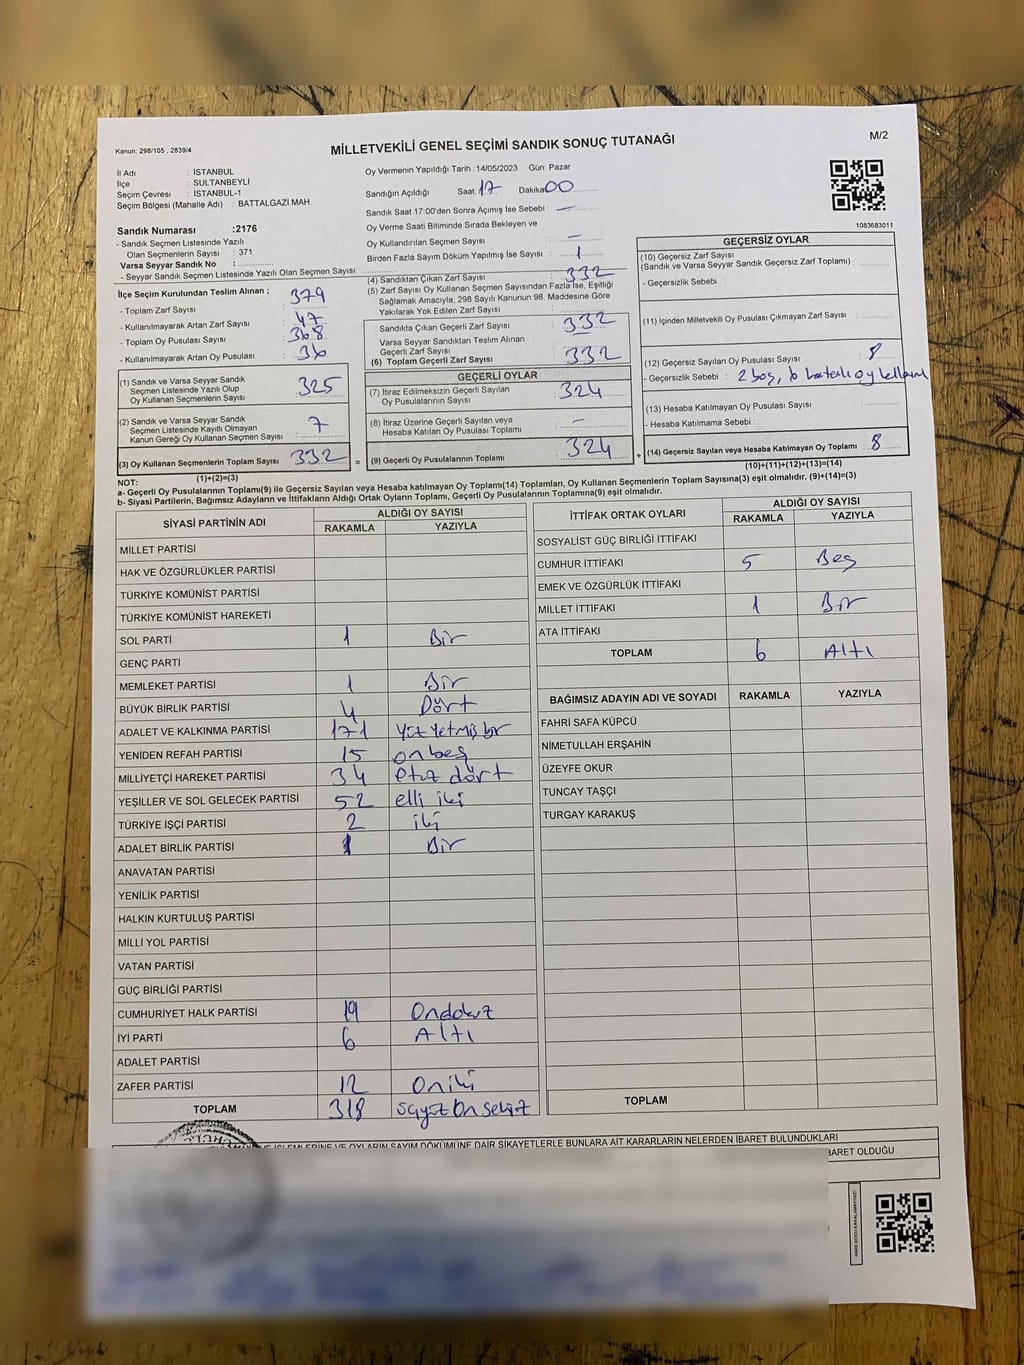 Kanun; 298/105 , 2839/4
MİLLETVEKİLİ GENEL SEÇİMİ SANDIK SONUÇ TUTANAĞI
M/2
İl Adı : İSTANBUL
İlçe : SULTANBEYLİ
Seçim Çevresi : İSTANBUL-1
Seçim Bölgesi (Mahalle Adı) : BATTALGAZİ MAH.
Sandık Numarası :2176
- Sandık Seçmen Listesinde Yazılı
Olan Seçmenlerin Sayısı : 371
Varsa Seyyar Sandık No :
- Seyyar Sandık Seçmen Listesinde Yazılı Olan Seçmen Sayısı:
İlçe Seçim Kurulundan Teslim Alınan :
- Toplam Zarf Sayısı 379
- Kullanılmayarak Artan Zarf Sayısı 47
- Toplam Oy Pusulası Sayısı 368
- Kullanılmayarak Artan Oy Pusulası 36
(1) Sandık ve Varsa Seyyar Sandık
Seçmen Listesinde Yazılı Olup
Oy Kullanan Seçmenlerin Sayısı 325
(2) Sandık ve Varsa Seyyar Sandık
Seçmen Listesinde Kayıtlı Olmayan
Kanun Gereği Oy Kullanan Seçmen Sayısı 7
(3) Oy Kullanan Seçmenlerin Toplam Sayısı 332 =
(1)+(2)=(3)
Oy Vermenin Yapıldığı Tarih :14/05/2023 Gün: Pazar
Sandığın Açıldığı Saat: 17 Dakika 00
Sandık Saat 17:00'den Sonra Açımış İse Sebebi : —
Oy Verme Saati Bitiminde Sırada Bekleyen ve
Oy Kullandırılan Seçmen Sayısı : —
Birden Fazla Sayım Döküm Yapılmış İse Sayısı : 1
(4) Sandıktan Çıkan Zarf Sayısı : 332
(5) Zarf Sayısı Oy Kullanan Seçmen Sayısından Fazla İse, Eşitliği
Sağlamak Amacıyla, 298 Sayılı Kanunun 98. Maddesine Göre
Yakılarak Yok Edilen Zarf Sayısı :
Sandıkta Çıkan Geçerli Zarf Sayısı : 332
Varsa Seyyar Sandıktan Teslim Alınan
Geçerli Zarf Sayısı : —
(6) Toplam Geçerli Zarf Sayısı : 332
GEÇERLİ OYLAR
(7) İtiraz Edilmeksizin Geçerli Sayılan
Oy Pusulalarının Sayısı : 324
(8) İtiraz Üzerine Geçerli Sayılan veya
Hesaba Katılan Oy Pusulası Toplamı : —
(9) Geçerli Oy Pusulalarının Toplamı : 324 +
1083683011
GEÇERSİZ OYLAR
(10) Geçersiz Zarf Sayısı
(Sandık ve Varsa Seyyar Sandık Geçersiz Zarf Toplamı) :
- Geçersizlik Sebebi :
(11) İçinden Milletvekili Oy Pusulası Çıkmayan Zarf Sayısı :
(12) Geçersiz Sayılan Oy Pusulası Sayısı : 8
- Geçersizlik Sebebi : 2 boş, 6 hatalı oy
(13) Hesaba Katılmayan Oy Pusulası Sayısı :
- Hesaba Katılmama Sebebi :
(14) Geçersiz Sayılan veya Hesaba Katılmayan Oy Toplamı : 8
(10)+(11)+(12)+(13)=(14)
NOT:
a- Geçerli Oy Pusulalarının Toplamı(9) ile Geçersiz Sayılan veya Hesaba Katılmayan Oy Toplamı(14) Toplamları, Oy Kullanan Seçmenlerin Toplam Sayısına(3) eşit olmalıdır. (9)+(14)=(3)
b- Siyasi Partilerin, Bağımsız Adayların ve İttifakların Aldığı Ortak Oyların Toplamı, Geçerli Oy Pusulalarının Toplamına(9) eşit olmalıdır.
SİYASİ PARTİNİN ADI ALDIĞI OY SAYISI
RAKAMLA YAZIYLA
MİLLET PARTİSİ
HAK VE ÖZGÜRLÜKLER PARTİSİ
TÜRKİYE KOMÜNİST PARTİSİ
TÜRKİYE KOMÜNİST HAREKETİ
SOL PARTİ 1 Bir
GENÇ PARTİ
MEMLEKET PARTİSİ 1 Bir
BÜYÜK BİRLİK PARTİSİ 4 Dört
ADALET VE KALKINMA PARTİSİ 171 Yüz Yetmiş bir
YENİDEN REFAH PARTİSİ 15 on beş
MİLLİYETÇİ HAREKET PARTİSİ 34 otuz dört
YEŞİLLER VE SOL GELECEK PARTİSİ 52 elli iki
TÜRKİYE İŞÇİ PARTİSİ 2 iki
ADALET BİRLİK PARTİSİ 1 Bir
ANAVATAN PARTİSİ
YENİLİK PARTİSİ
HALKIN KURTULUŞ PARTİSİ
MİLLİ YOL PARTİSİ
VATAN PARTİSİ
GÜÇ BİRLİĞİ PARTİSİ
CUMHURİYET HALK PARTİSİ 19 Ondokuz
İYİ PARTİ 6 Altı
ADALET PARTİSİ
ZAFER PARTİSİ 12 Oniki
TOPLAM 318 üçyüz On Sekiz
İTTİFAK ORTAK OYLARI ALDIĞI OY SAYISI
RAKAMLA YAZIYLA
SOSYALİST GÜÇ BİRLİĞİ İTTİFAKI
CUMHUR İTTİFAKI 5 Beş
EMEK VE ÖZGÜRLÜK İTTİFAKI
MİLLET İTTİFAKI 1 Bir
ATA İTTİFAKI
TOPLAM 6 Altı
BAĞIMSIZ ADAYIN ADI VE SOYADI RAKAMLA YAZIYLA
FAHRİ SAFA KÜPCÜ
NİMETULLAH ERŞAHİN
ÜZEYFE OKUR
TUNCAY TAŞÇI
TURGAY KARAKUŞ
TOPLAM
İŞLEMLERİNE VE OYLARIN SAYIM DÖKÜMÜNE DAİR ŞİKAYETLERLE BUNLARA AİT KARARLARIN NELERDEN İBARET BULUNDUKLARI
İBARET OLDUĞU